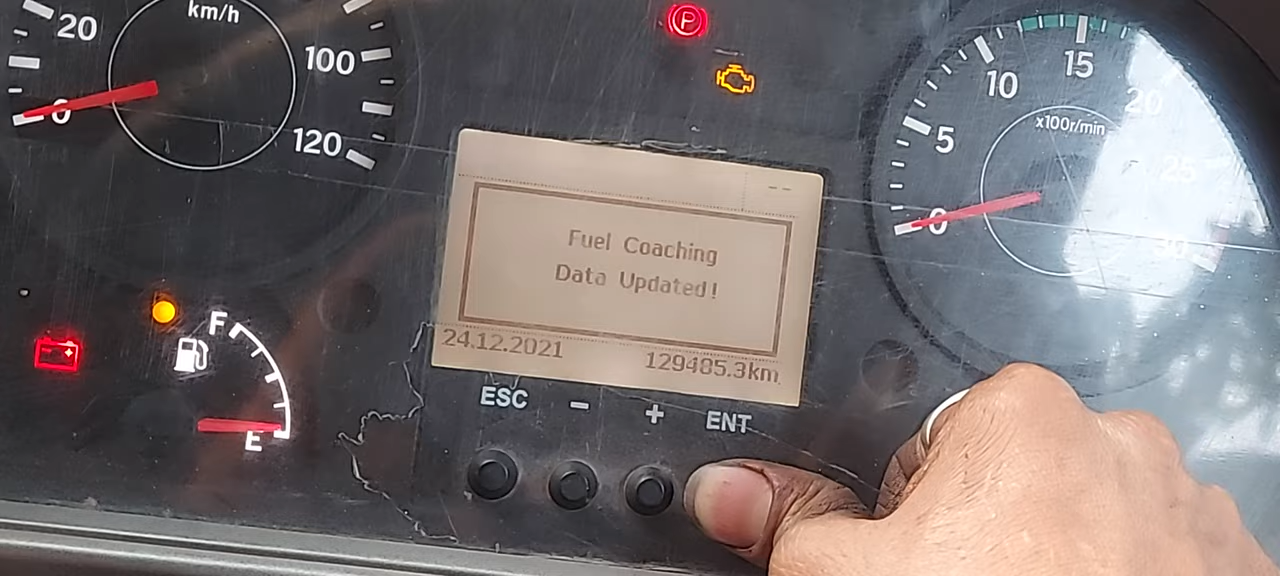 km/h
20
0
100
120
P
F
E
--
Fuel Coaching
Data Updated!
24.12.2021 129485.3km
ESC - + ENT
0
5
10
15
20
25
30
x100r/min